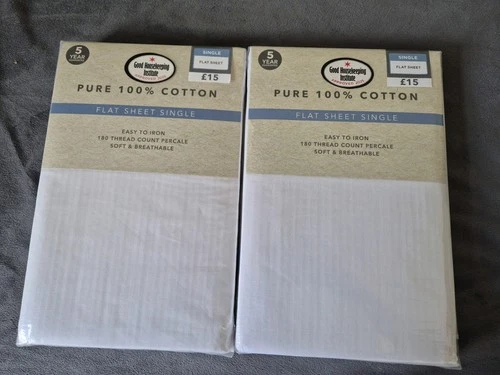 5
YEAR
Good Housekeeping
Institute
SINGLE
FLAT SHEET
£15
PURE 100% COTTON
FLAT SHEET SINGLE
EASY TO IRON
180 THREAD COUNT PERCALE
SOFT & BREATHABLE
5
YEAR
Good Housekeeping
Institute
SINGLE
FLAT SHEET
£15
PURE 100% COTTON
FLAT SHEET SINGLE
EASY TO IRON
180 THREAD COUNT PERCALE
SOFT & BREATHABLE